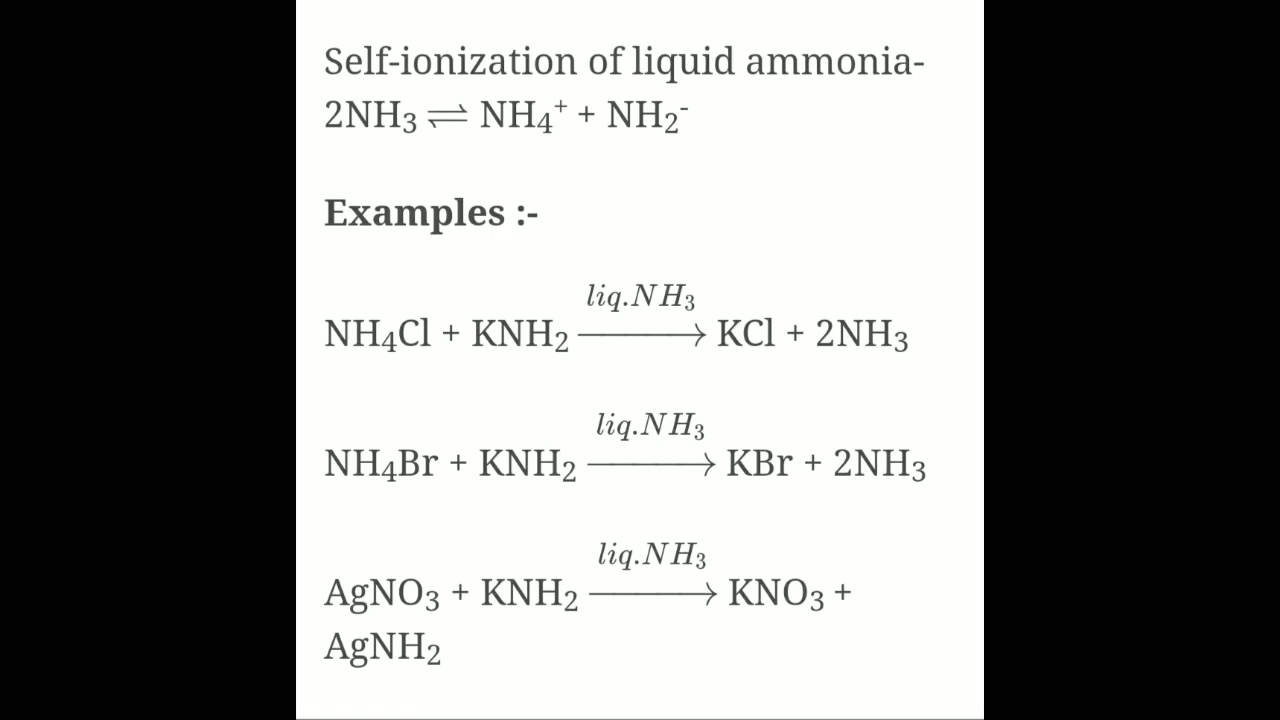 Self-ionization of liquid ammonia-
2NH₃ ⇌ NH₄⁺ + NH₂⁻
Examples :-
liq.NH₃
NH₄Cl + KNH₂ ⟶ KCl + 2NH₃
liq.NH₃
NH₄Br + KNH₂ ⟶ KBr + 2NH₃
liq.NH₃
AgNO₃ + KNH₂ ⟶ KNO₃ +
AgNH₂